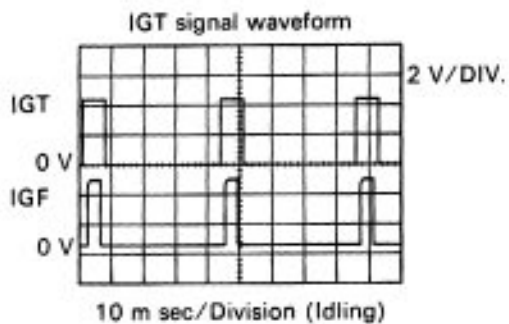 IGT signal waveform
2 V/DIV.
IGT
0 V
IGF
0 V
10 m sec/Division (Idling)